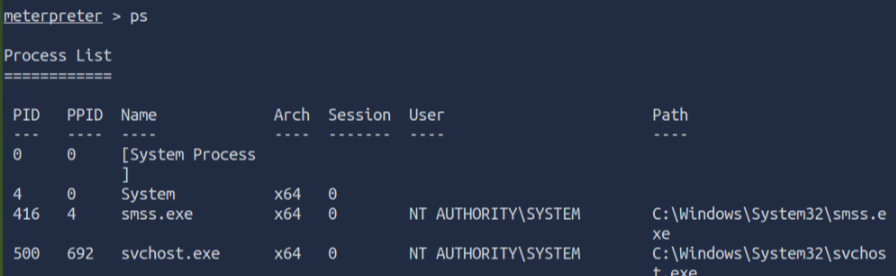 meterpreter > ps
Process List
============
PID PPID Name Arch Session User Path
--- ---- ---- ---- ------- ---- ----
0 0 [System Process
]
4 0 System x64 0
416 4 smss.exe x64 0 NT AUTHORITY\SYSTEM C:\Windows\System32\smss.e
xe
500 692 svchost.exe x64 0 NT AUTHORITY\SYSTEM C:\Windows\System32\svchos
t.exe